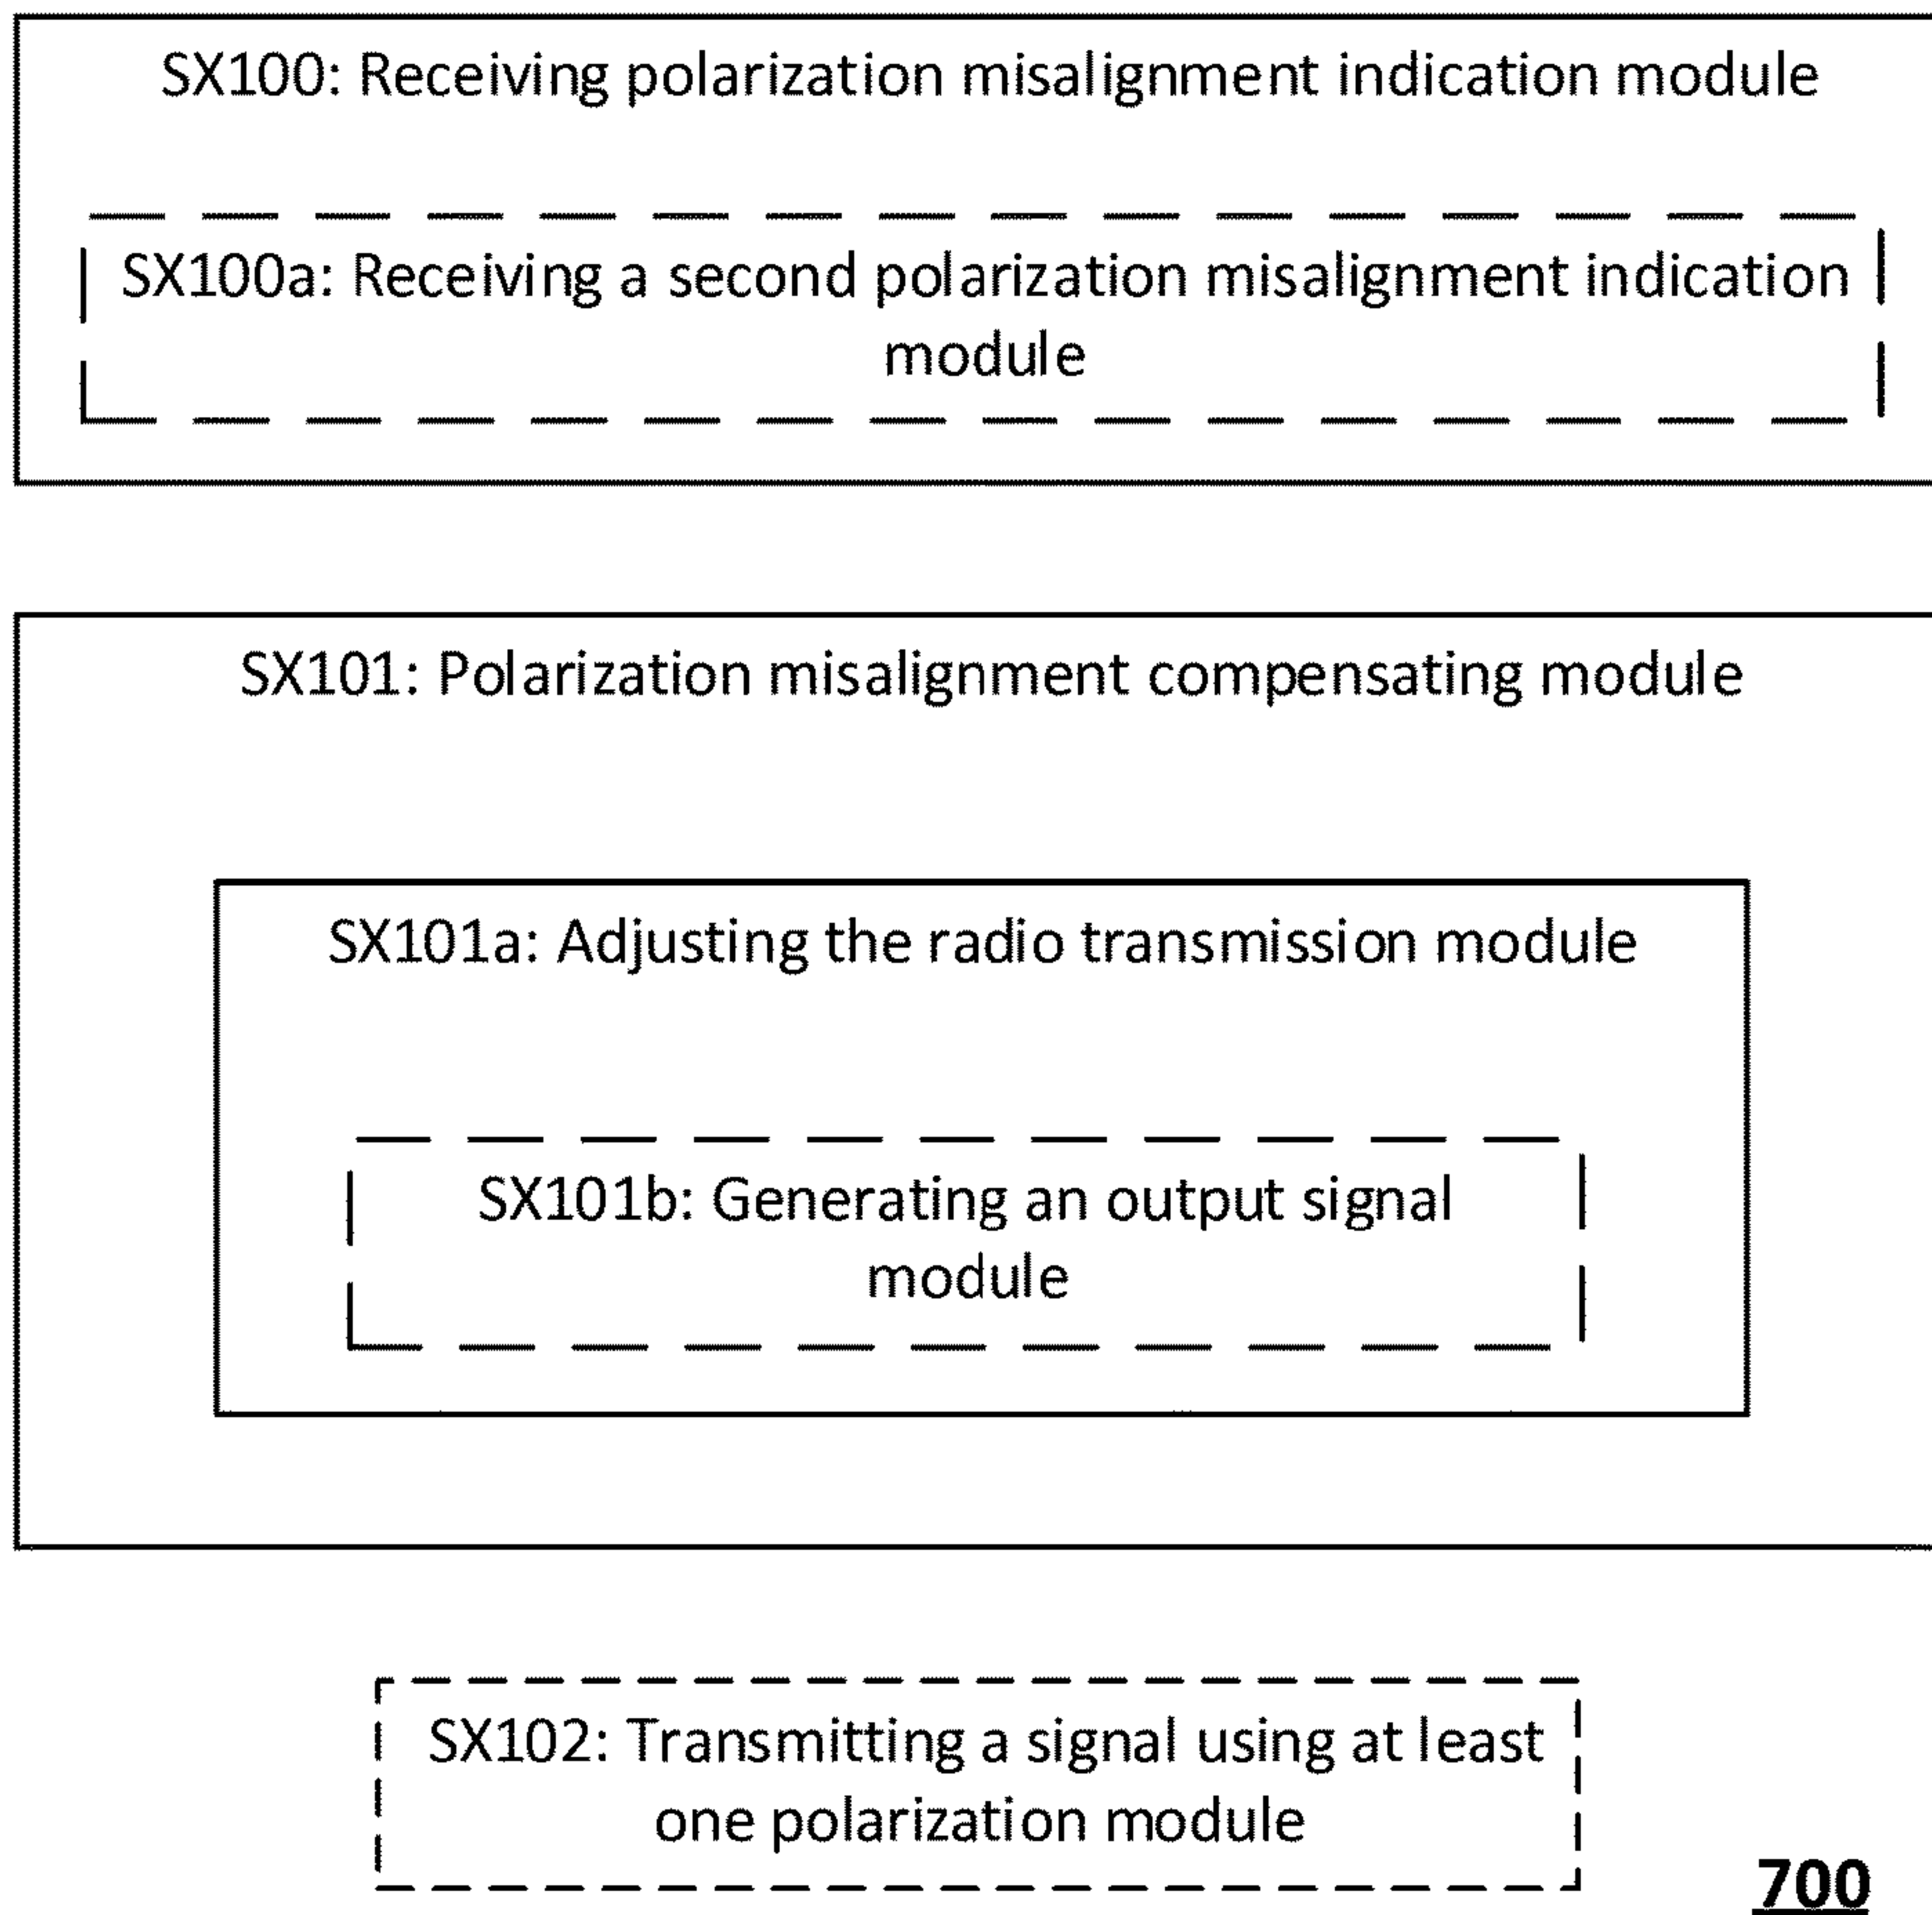 SX100: Receiving polarization misalignment indication module
SX100a: Receiving a second polarization misalignment indication
module
SX101: Polarization misalignment compensating module
SX101a: Adjusting the radio transmission module
SX101b: Generating an output signal
module
SX102: Transmitting a signal using at least
one polarization module
700